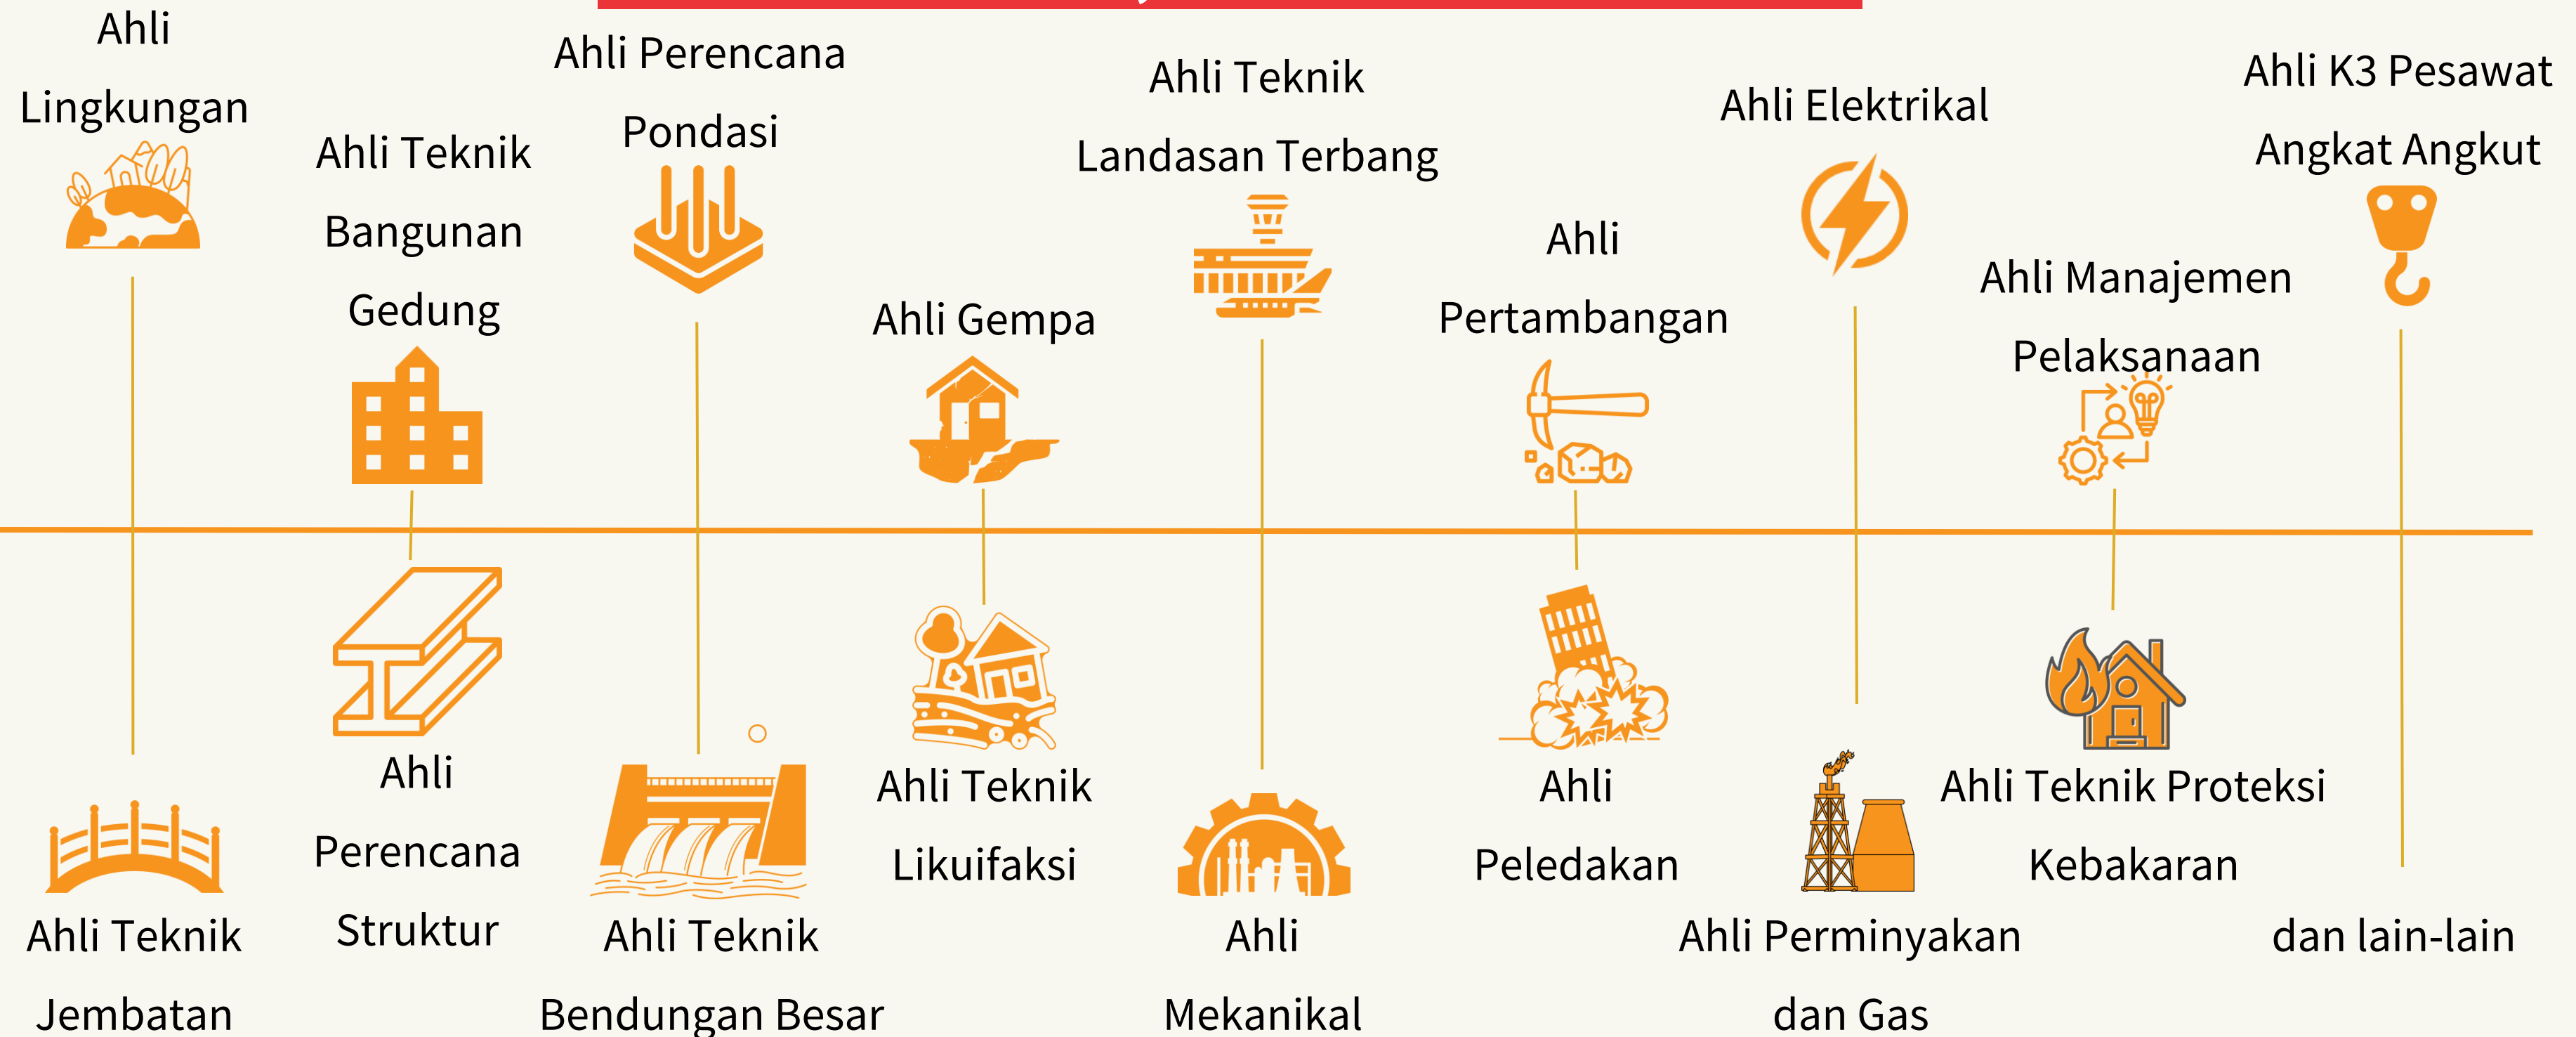 Ahli
Lingkungan
Ahli Teknik
Bangunan
Gedung
Ahli Perencana
Pondasi
Ahli Gempa
Ahli Teknik
Landasan Terbang
Ahli
Pertambangan
Ahli Elektrikal
Ahli Manajemen
Pelaksanaan
Ahli K3 Pesawat
Angkat Angkut
Ahli Teknik
Jembatan
Ahli
Perencana
Struktur
Ahli Teknik
Bendungan Besar
Ahli Teknik
Likuifaksi
Ahli
Mekanikal
Ahli
Peledakan
Ahli Perminyakan
dan Gas
Ahli Teknik Proteksi
Kebakaran
dan lain-lain